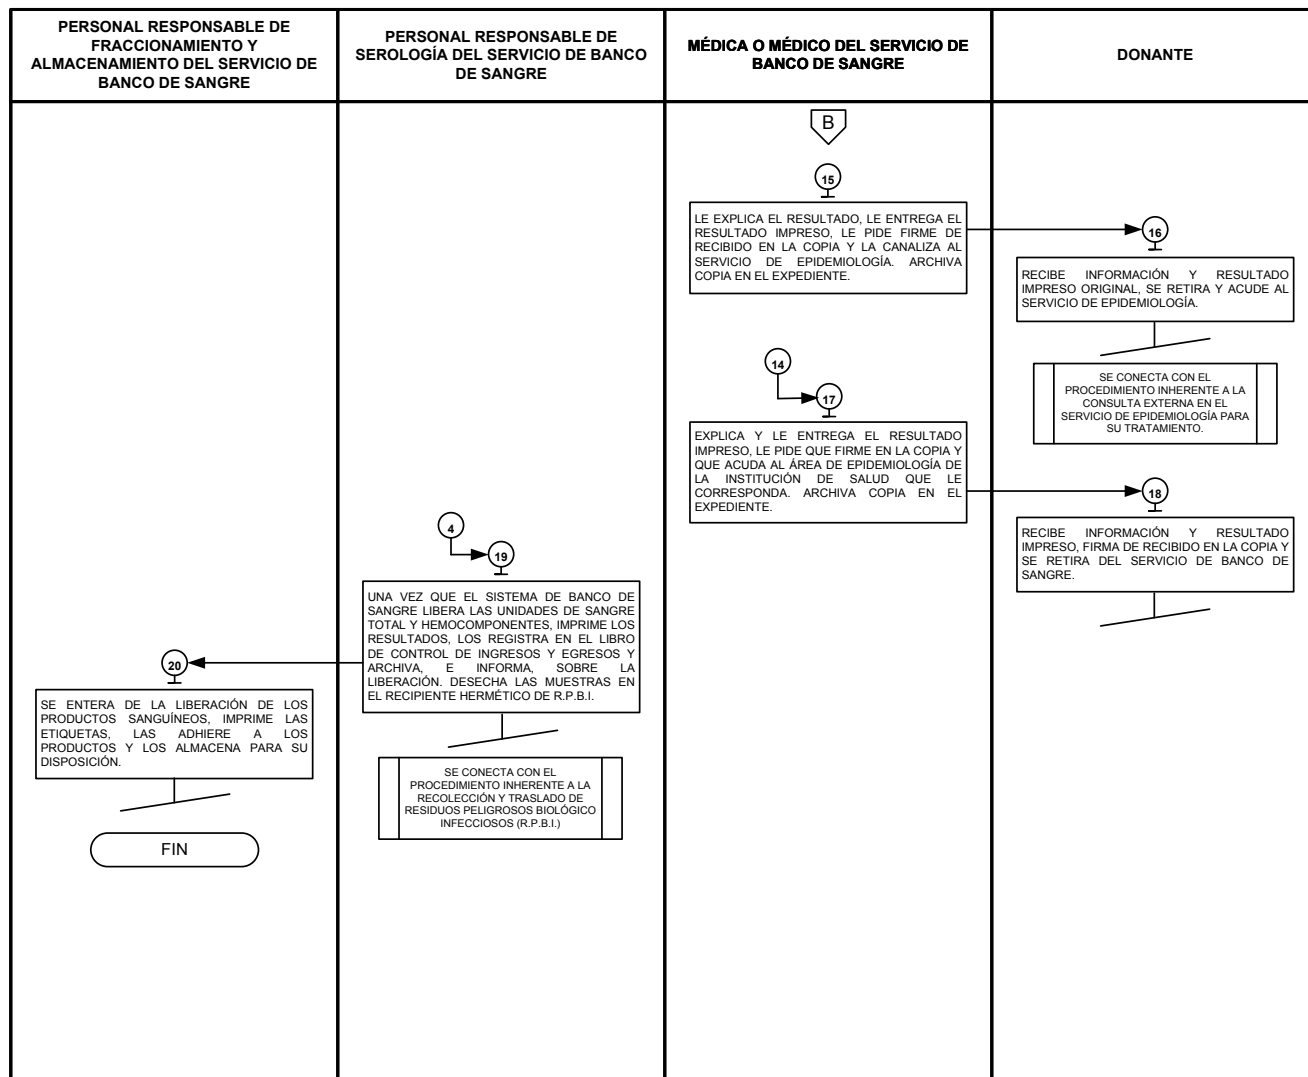 PERSONAL RESPONSABLE DE
FRACCIONAMIENTO Y
ALMACENAMIENTO DEL SERVICIO DE
BANCO DE SANGRE
PERSONAL RESPONSABLE DE
SEROLOGÍA DEL SERVICIO DE BANCO
DE SANGRE
MÉDICA O MÉDICO DEL SERVICIO DE
BANCO DE SANGRE
DONANTE
B
15
LE EXPLICA EL RESULTADO, LE ENTREGA EL
RESULTADO IMPRESO, LE PIDE FIRME DE
RECIBIDO EN LA COPIA Y LA CANALIZA AL
SERVICIO DE EPIDEMIOLOGÍA. ARCHIVA
COPIA EN EL EXPEDIENTE.
16
RECIBE INFORMACIÓN Y RESULTADO
IMPRESO ORIGINAL, SE RETIRA Y ACUDE AL
SERVICIO DE EPIDEMIOLOGÍA.
SE CONECTA CON EL
PROCEDIMIENTO INHERENTE A LA
CONSULTA EXTERNA EN EL
SERVICIO DE EPIDEMIOLOGÍA PARA
SU TRATAMIENTO.
14
17
EXPLICA Y LE ENTREGA EL RESULTADO
IMPRESO, LE PIDE QUE FIRME EN LA COPIA Y
QUE ACUDA AL ÁREA DE EPIDEMIOLOGÍA DE
LA INSTITUCIÓN DE SALUD QUE LE
CORRESPONDA. ARCHIVA COPIA EN EL
EXPEDIENTE.
18
RECIBE INFORMACIÓN Y RESULTADO
IMPRESO, FIRMA DE RECIBIDO EN LA COPIA Y
SE RETIRA DEL SERVICIO DE BANCO DE
SANGRE.
4
19
UNA VEZ QUE EL SISTEMA DE BANCO DE
SANGRE LIBERA LAS UNIDADES DE SANGRE
TOTAL Y HEMOCOMPONENTES, IMPRIME LOS
RESULTADOS, LOS REGISTRA EN EL LIBRO
DE CONTROL DE INGRESOS Y EGRESOS Y
ARCHIVA, E INFORMA, SOBRE LA
LIBERACIÓN. DESECHA LAS MUESTRAS EN
EL RECIPIENTE HERMÉTICO DE R.P.B.I.
SE CONECTA CON EL
PROCEDIMIENTO INHERENTE A LA
RECOLECCIÓN Y TRASLADO DE
RESIDUOS PELIGROSOS BIOLÓGICO
INFECCIOSOS (R.P.B.I.)
20
SE ENTERA DE LA LIBERACIÓN DE LOS
PRODUCTOS SANGUÍNEOS, IMPRIME LAS
ETIQUETAS, LAS ADHIERE A LOS
PRODUCTOS Y LOS ALMACENA PARA SU
DISPOSICIÓN.
FIN